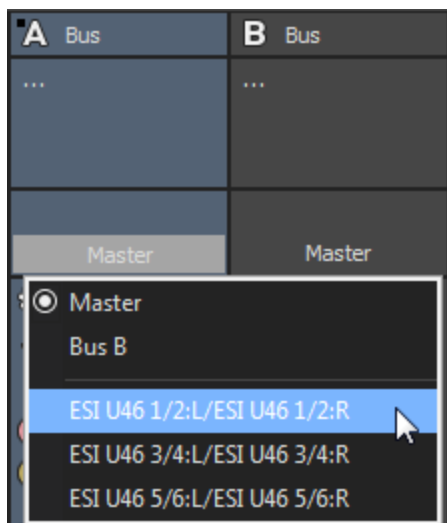 A Bus
B Bus
...
...
Master
Master
Master
Bus B
ESI U46 1/2:L/ESI U46 1/2:R
ESI U46 3/4:L/ESI U46 3/4:R
ESI U46 5/6:L/ESI U46 5/6:R